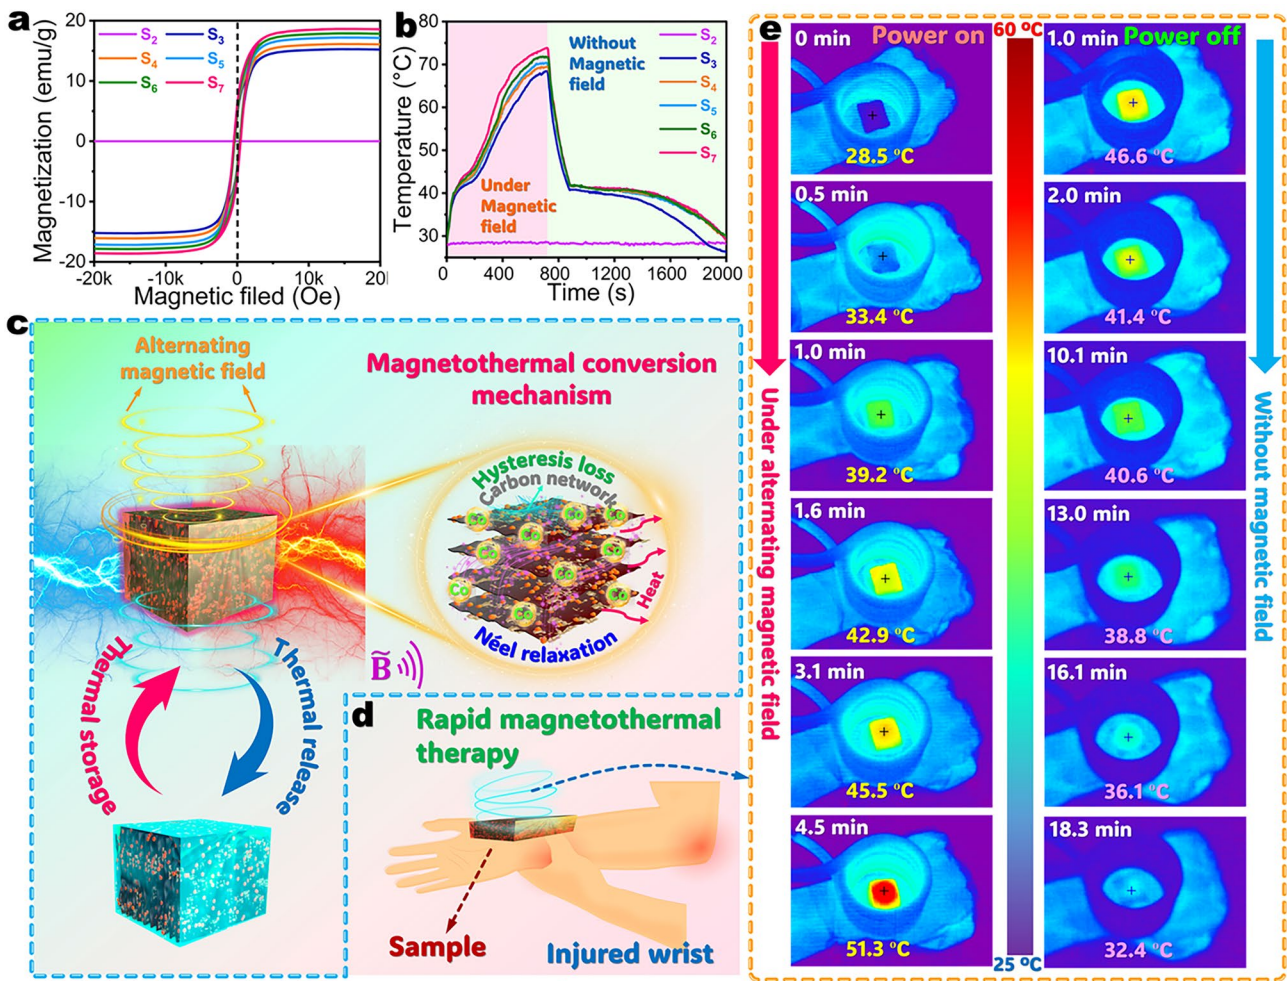 a
Magnetization (emu/g)
20
10
0
-10
-20
S2
S3
S4
S5
S6
S7
-20k
-10k
0
10k
20
Magnetic filed (Oe)
b
Temperature (°C)
80
70
60
50
40
30
Without
Magnetic
field
Under
Magnetic
field
S2
S3
S4
S5
S6
S7
0
400
800
1200
1600
2000
Time (s)
c
Alternating
magnetic field
Magnetothermal conversion
mechanism
Hysteresis loss
Carbon network
Co
Heat
Néel relaxation
B̃
Thermal storage
Thermal release
d
Rapid magnetothermal
therapy
Sample
Injured wrist
e
Under alternating magnetic field
0 min
Power on
28.5 °C
0.5 min
33.4 °C
1.0 min
39.2 °C
1.6 min
42.9 °C
3.1 min
45.5 °C
4.5 min
51.3 °C
60 °C
25 °C
1.0 min
Power off
46.6 °C
2.0 min
41.4 °C
10.1 min
40.6 °C
13.0 min
38.8 °C
16.1 min
36.1 °C
18.3 min
32.4 °C
Without magnetic field